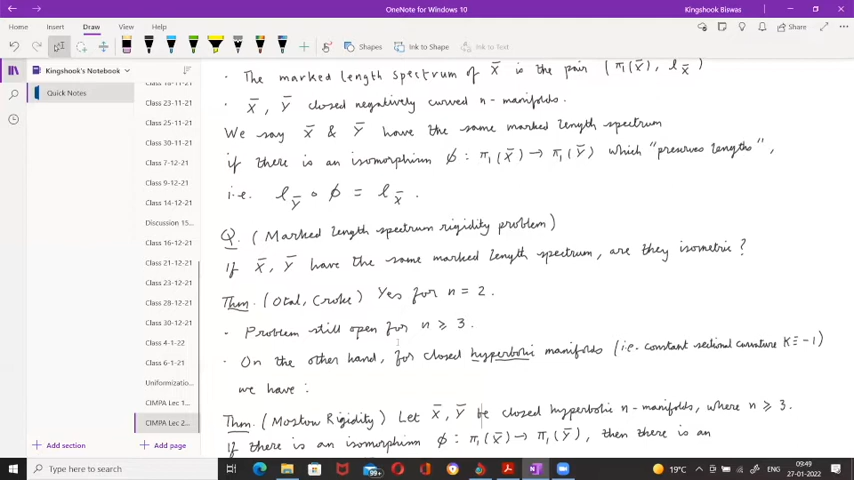 OneNote for Windows 10
Kingshook Biswas
Home Insert Draw View Help
Share
Shapes Ink to Shape Ink to Text
Kingshook's Notebook
Quick Notes
Class 23-11-21
Class 25-11-21
Class 30-11-21
Class 7-12-21
Class 9-12-21
Class 14-12-21
Discussion 15...
Class 16-12-21
Class 21-12-21
Class 23-12-21
Class 28-12-21
Class 30-12-21
Class 4-1-22
Class 6-1-21
Uniformizatio...
CIMPA Lec 1...
CIMPA Lec 2...
Add section Add page
· The marked length spectrum of X̄ is the pair (π₁(X̄), l_X̄)
· X̄, Ȳ closed negatively curved n-manifolds.
We say X̄ & Ȳ have the same marked length spectrum
if there is an isomorphism ϕ : π₁(X̄) → π₁(Ȳ) which "preserves lengths",
i.e. l_Ȳ ∘ ϕ = l_X̄ .
Q. (Marked length spectrum rigidity problem)
If X̄, Ȳ have the same marked length spectrum, are they isometric?
Thm. (Otal, Croke) Yes for n = 2.
· Problem still open for n ⩾ 3.
· On the other hand, for closed hyperbolic manifolds (i.e. constant sectional curvature K ≡ -1)
we have :
Thm. (Mostow Rigidity) Let X̄, Ȳ be closed hyperbolic n-manifolds, where n ⩾ 3.
If there is an isomorphism ϕ : π₁(X̄) → π₁(Ȳ), then there is an
Type here to search
99+
19°C
ENG
09:49
27-01-2022